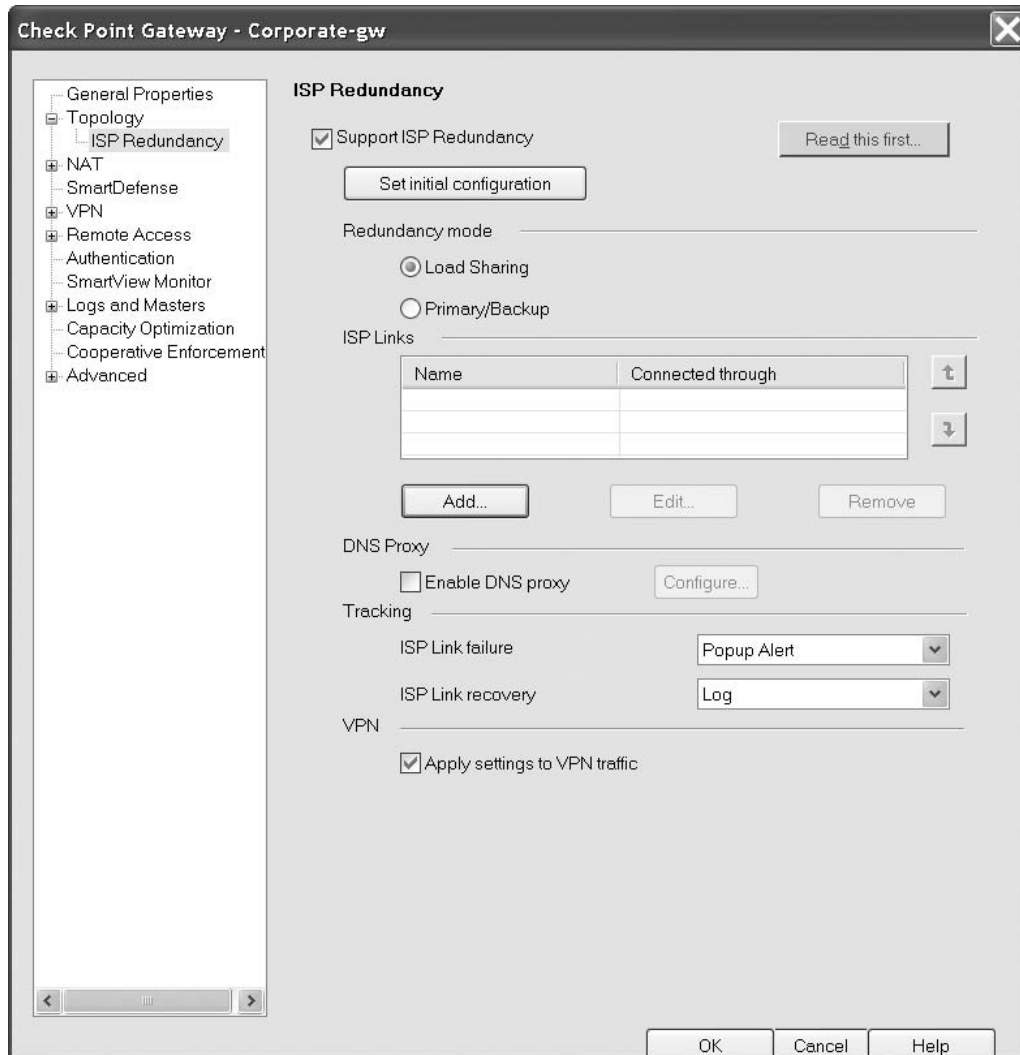 Check Point Gateway - Corporate-gw
General Properties
Topology
ISP Redundancy
NAT
SmartDefense
VPN
Remote Access
Authentication
SmartView Monitor
Logs and Masters
Capacity Optimization
Cooperative Enforcement
Advanced
ISP Redundancy
Support ISP Redundancy
Read this first...
Set initial configuration
Redundancy mode
Load Sharing
Primary/Backup
ISP Links
Name Connected through
Add... Edit... Remove
DNS Proxy
Enable DNS proxy Configure...
Tracking
ISP Link failure Popup Alert
ISP Link recovery Log
VPN
Apply settings to VPN traffic
OK Cancel Help